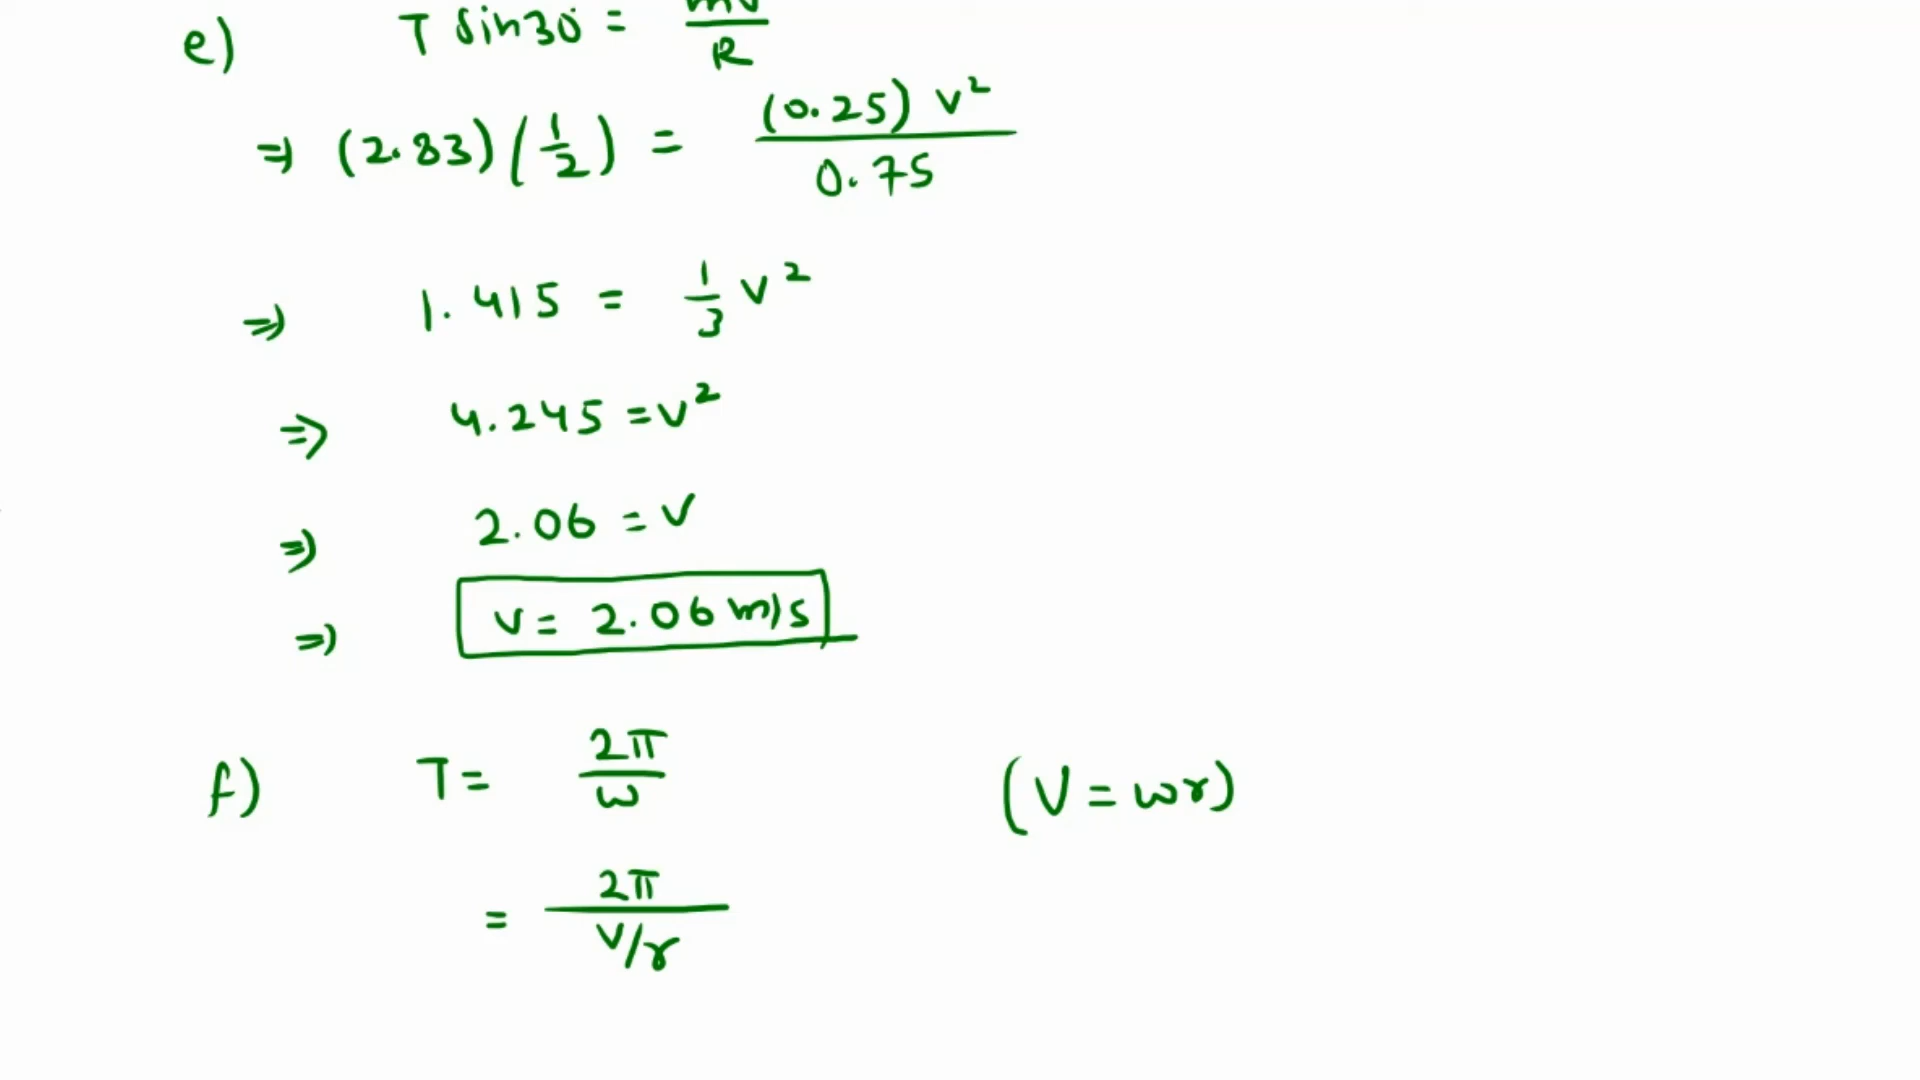 e) T sin30 = mv/R
⇒ (2.83)(1/2) = (0.25) v²/0.75
⇒ 1.415 = 1/3 v²
⇒ 4.245 = v²
⇒ 2.06 = v
⇒ v = 2.06 m/s
f) T = 2π/ω (V = ωr)
= 2π/V/r